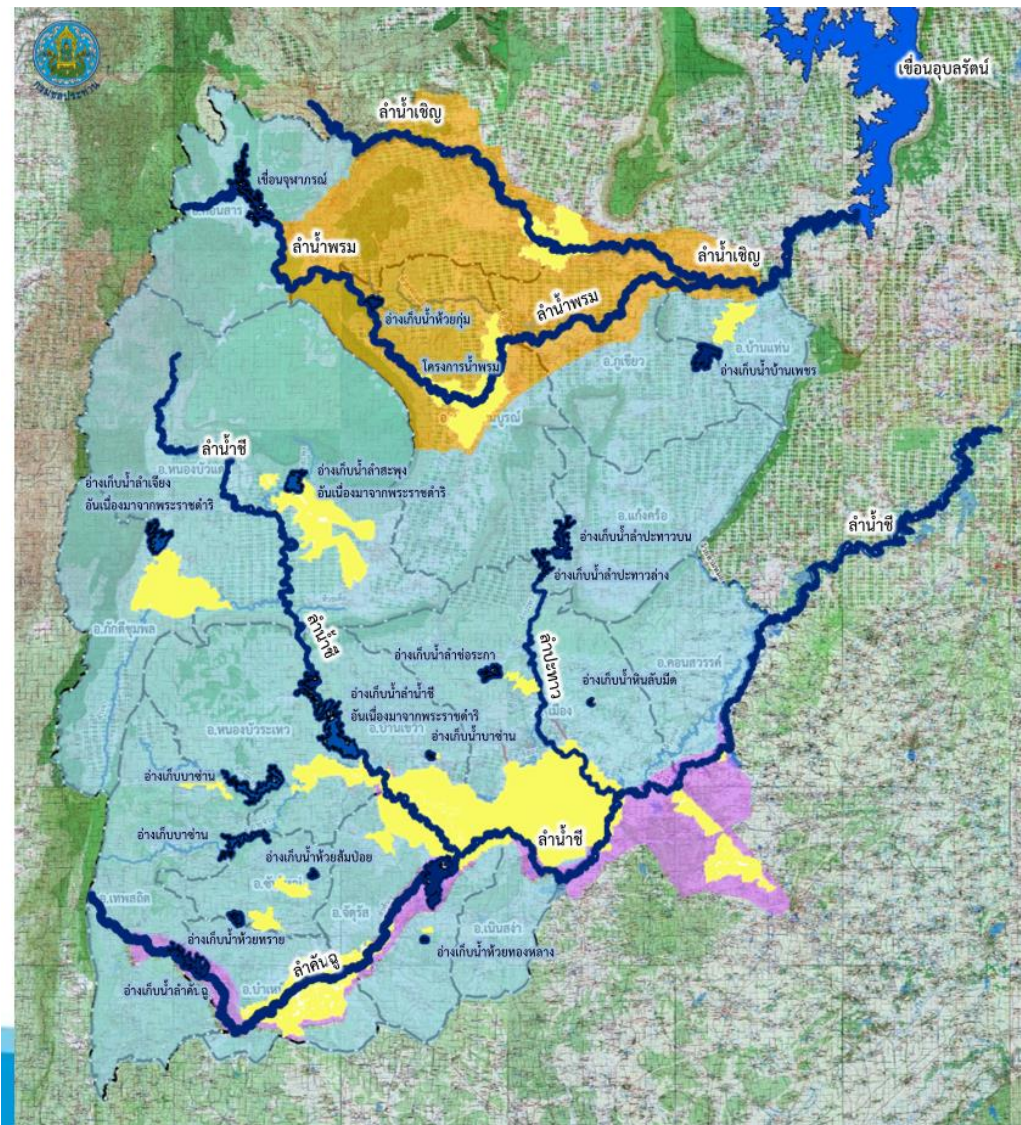 กรมชลประทาน
เขื่อนอุบลรัตน์
ลำน้ำเชิญ
เขื่อนจุฬาภรณ์
อ.คอนสาร
ลำน้ำพรม
ลำน้ำเชิญ
ลำน้ำพรม
อ่างเก็บน้ำห้วยกุ่ม
อ.ภูเขียว
อ.บ้านแท่น
โครงการน้ำพรม
อ่างเก็บน้ำบ้านเพชร
ลำน้ำชี
อ่างเก็บน้ำลำสะพุง
อันเนื่องมาจากพระราชดำริ
อ่างเก็บน้ำลำเจียง
อันเนื่องมาจากพระราชดำริ
อ.แก้งคร้อ
ลำน้ำชี
อ่างเก็บน้ำลำปะทาวบน
อ่างเก็บน้ำลำปะทาวล่าง
อ.ภักดีชุมพล
ลำน้ำชี
ลำปะทาว
อ่างเก็บน้ำลำช่อระกา
อ.คอนสวรรค์
อ่างเก็บน้ำหินลับมีด
อ่างเก็บน้ำลำน้ำชี
อันเนื่องมาจากพระราชดำริ
เมือง
อ.หนองบัวระเหว
อ.บ้านเขว้า
อ่างเก็บน้ำบาซ่าน
อ่างเก็บบาซ่าน
อ่างเก็บบาซ่าน
ลำน้ำชี
อ่างเก็บน้ำห้วยส้มป่อย
อ.เทพสถิต
อ.จัตุรัส
อ.เนินสง่า
อ่างเก็บน้ำห้วยทราย
อ่างเก็บน้ำห้วยทองหลาง
ลำคันฉู
อ่างเก็บน้ำลำคันฉู